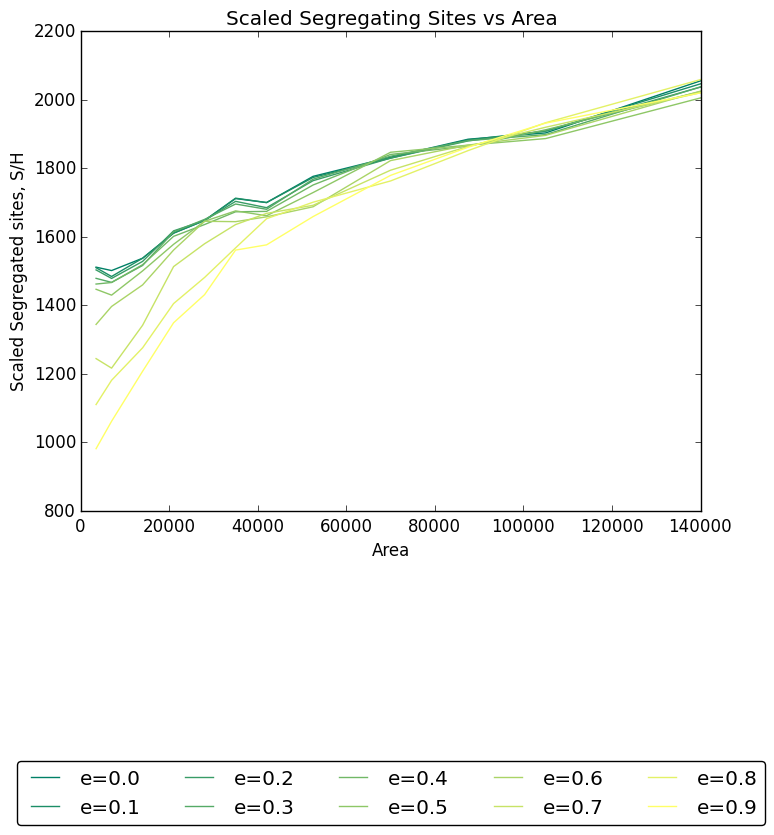 Scaled Segregating Sites vs Area
2200
2000
1800
1600
1400
1200
1000
800
Scaled Segregated sites, S/H
0 20000 40000 60000 80000 100000 120000 140000
Area
e=0.0 e=0.2 e=0.4 e=0.6 e=0.8
e=0.1 e=0.3 e=0.5 e=0.7 e=0.9